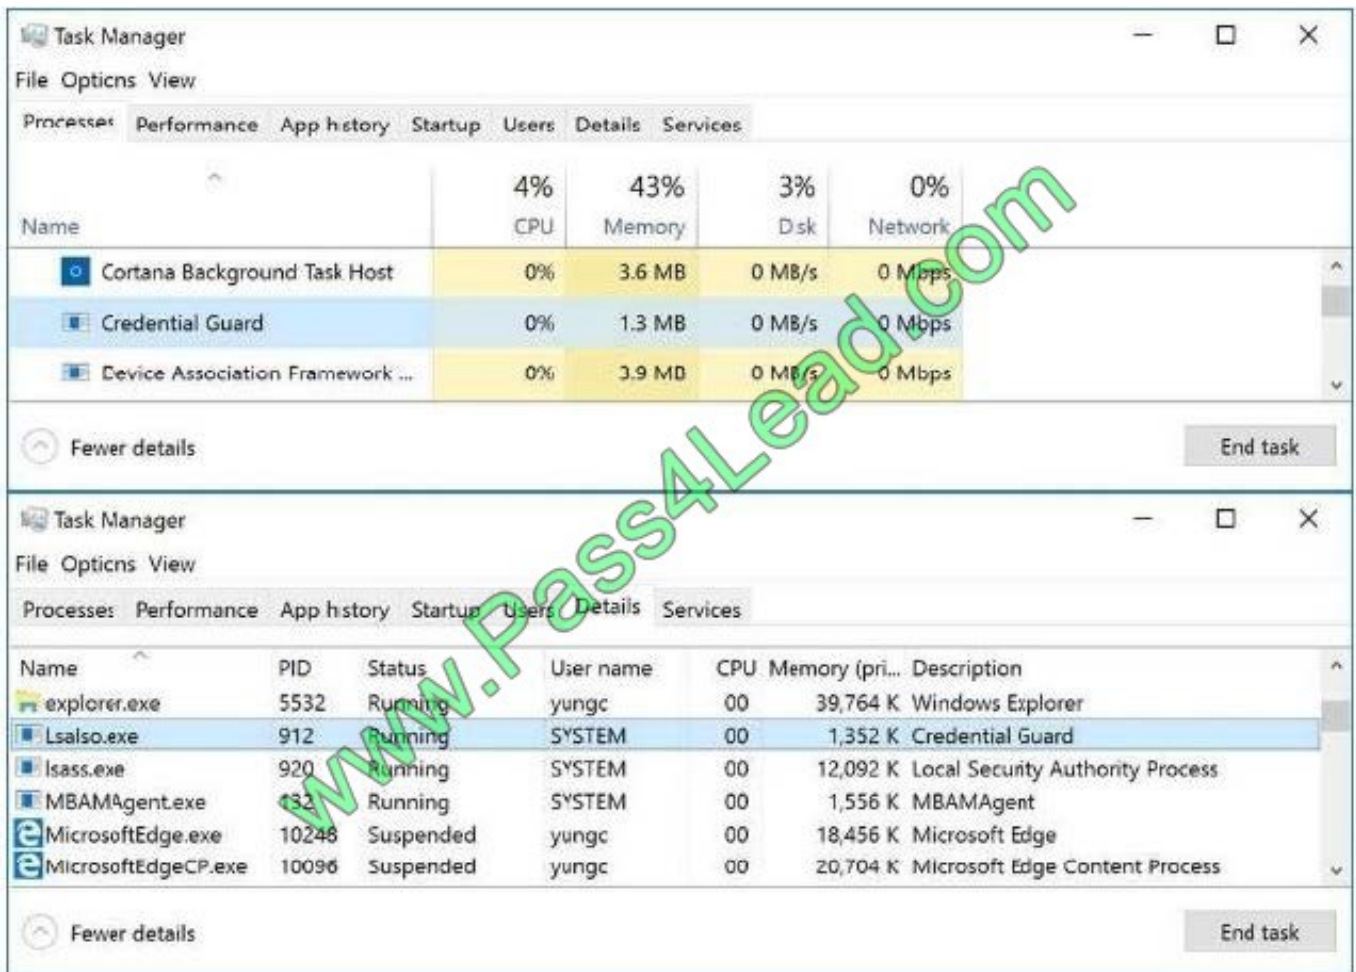 Task Manager
File Options View
Processes Performance App history Startup Users Details Services
4% 43% 3% 0%
Name CPU Memory Disk Network
Cortana Background Task Host 0% 3.6 MB 0 MB/s 0 Mbps
Credential Guard 0% 1.3 MB 0 MB/s 0 Mbps
Device Association Framework ... 0% 3.9 MB 0 MB/s 0 Mbps
Fewer details End task
Task Manager
File Options View
Processes Performance App history Startup Users Details Services
Name PID Status User name CPU Memory (pri... Description
explorer.exe 5532 Running yungc 00 39,764 K Windows Explorer
Lsalso.exe 912 Running SYSTEM 00 1,352 K Credential Guard
lsass.exe 920 Running SYSTEM 00 12,092 K Local Security Authority Process
MBAMAgent.exe 132 Running SYSTEM 00 1,556 K MBAMAgent
MicrosoftEdge.exe 10248 Suspended yungc 00 18,456 K Microsoft Edge
MicrosoftEdgeCP.exe 10096 Suspended yungc 00 20,704 K Microsoft Edge Content Process
Fewer details End task
www.Pass4Lead.com